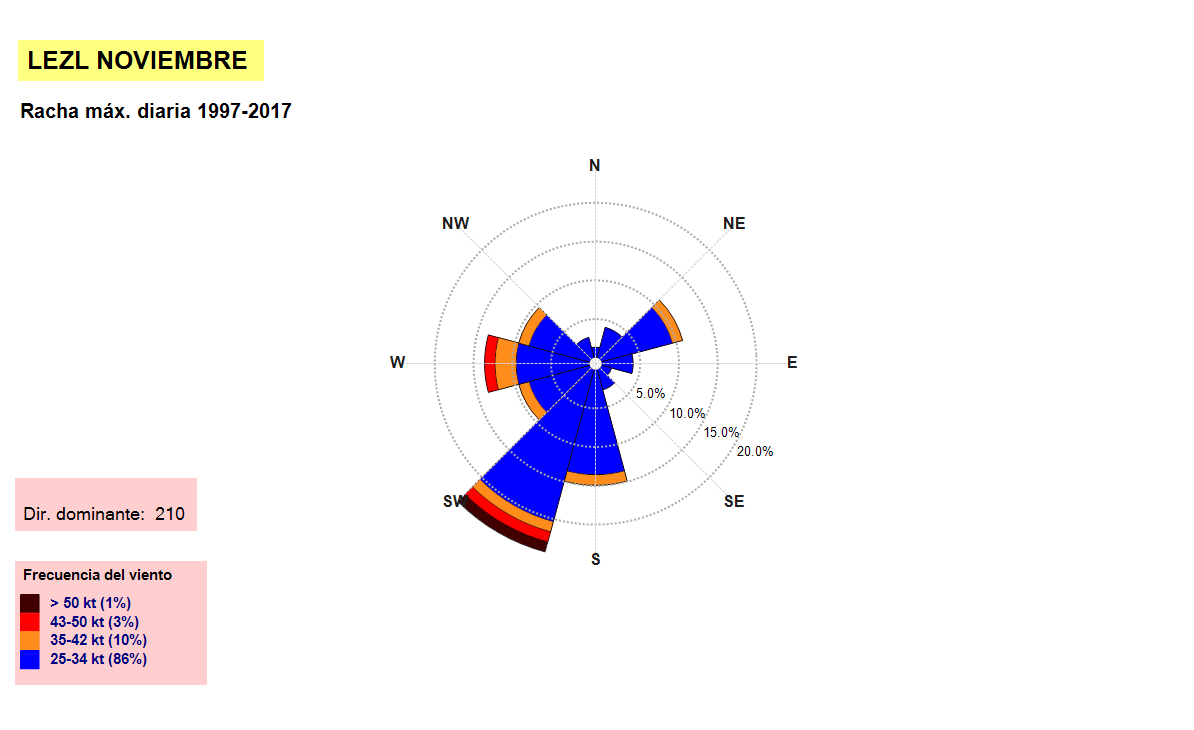 LEZL NOVIEMBRE
Racha máx. diaria 1997-2017
N
NW
NE
W
E
5.0%
10.0%
15.0%
20.0%
SW
SE
S
Dir. dominante: 210
Frecuencia del viento
> 50 kt (1%)
43-50 kt (3%)
35-42 kt (10%)
25-34 kt (86%)